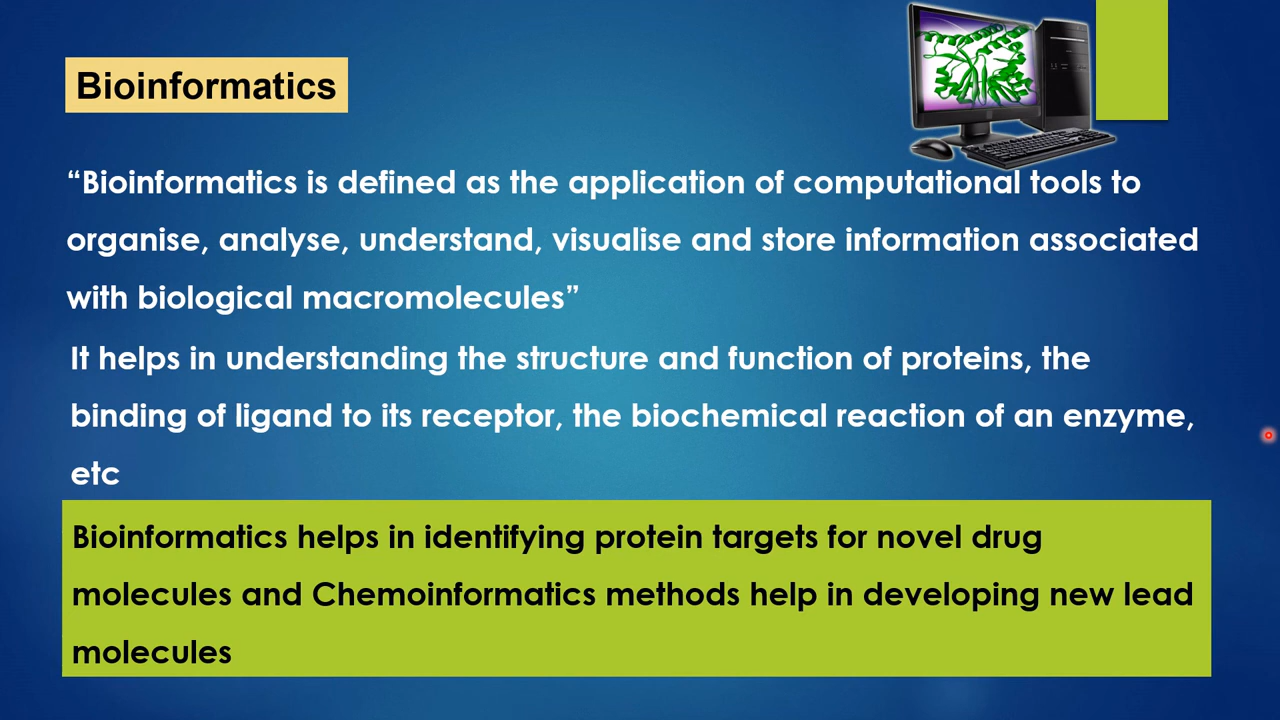 Bioinformatics
“Bioinformatics is defined as the application of computational tools to
organise, analyse, understand, visualise and store information associated
with biological macromolecules”
It helps in understanding the structure and function of proteins, the
binding of ligand to its receptor, the biochemical reaction of an enzyme,
etc
Bioinformatics helps in identifying protein targets for novel drug
molecules and Chemoinformatics methods help in developing new lead
molecules